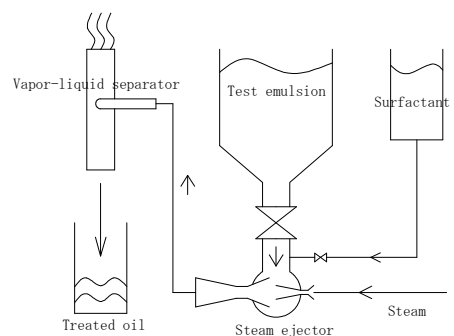 Vapor-liquid separator
Test emulsion
Surfactant
Treated oil
Steam ejector
Steam